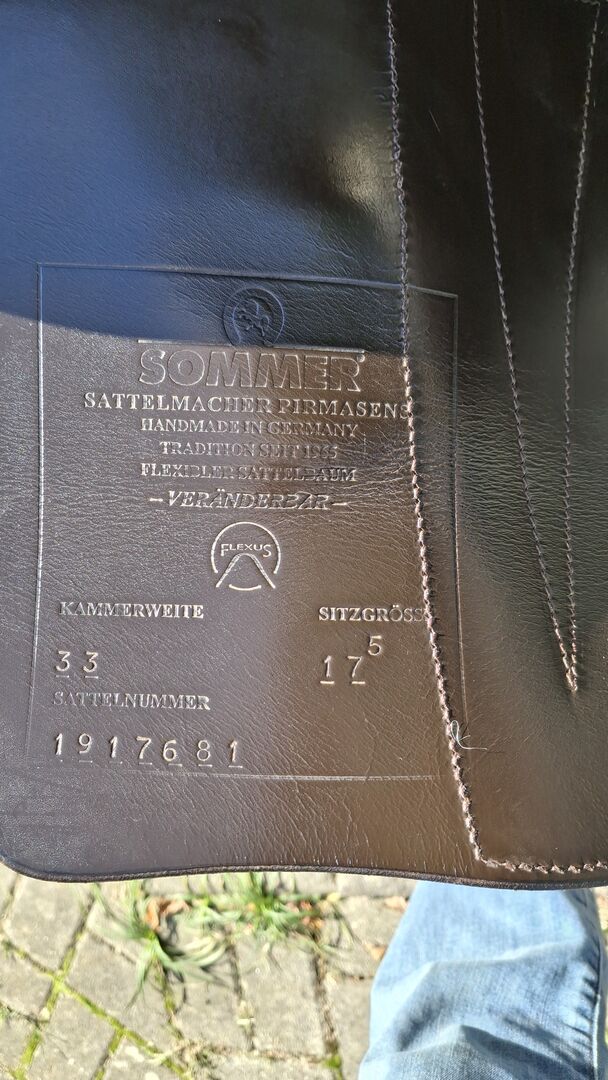 SOMMER
SATTELMACHER PIRMASENS
HANDMADE IN GERMANY
TRADITION SEIT 1965
FLEXIBLER SATTELBAUM
–VERÄNDERBAR–
FLEXUS
KAMMERWEITE SITZGRÖSS
33 17 5
SATTELNUMMER
1917681